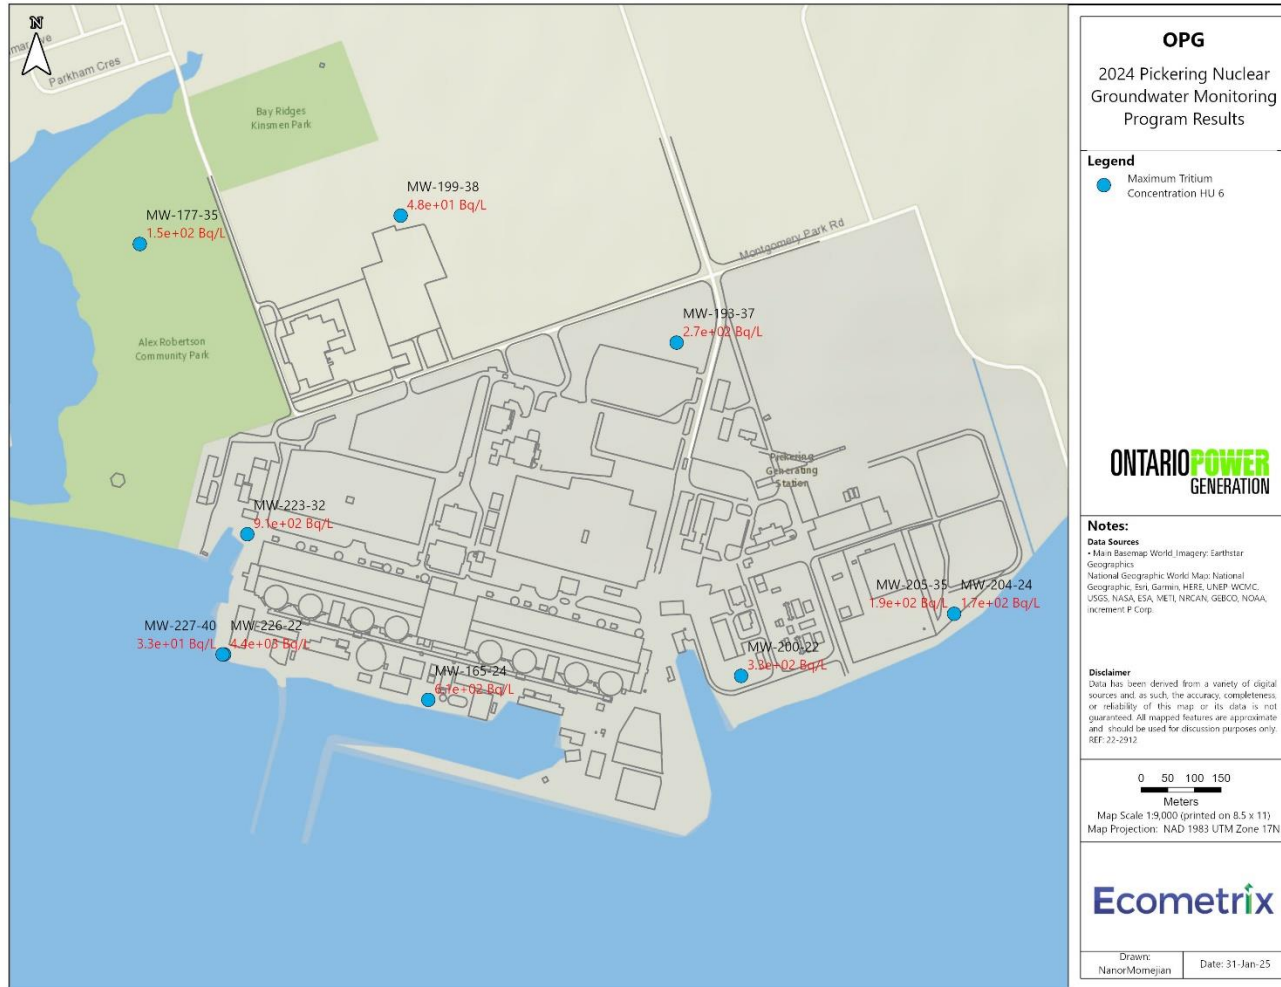 N
Parkham Cres
Bay Ridges
Kinsmen Park
MW-199-38
4.8e+01 Bq/L
MW-177-35
1.5e+02 Bq/L
Montgomery Park Rd
MW-193-37
2.7e+02 Bq/L
Alex Robertson
Community Park
Pickering
Generating
Station
MW-223-32
9.1e+02 Bq/L
MW-205-35 MW-204-24
1.9e+02 Bq/L 1.7e+02 Bq/L
MW-227-40 MW-226-22
3.3e+01 Bq/L 4.4e+03 Bq/L
MW-200-22
3.3e+02 Bq/L
MW-165-24
6.1e+02 Bq/L
OPG
2024 Pickering Nuclear
Groundwater Monitoring
Program Results
Legend
Maximum Tritium
Concentration HU 6
ONTARIOPOWER
GENERATION
Notes:
Data Sources
• Main Basemap World_Imagery: Earthstar
Geographics
National Geographic World Map: National
Geographic, Esri, Garmin, HERE, UNEP-WCMC,
USGS, NASA, ESA, METI, NRCAN, GEBCO, NOAA,
increment P Corp.
Disclaimer
Data has been derived from a variety of digital
sources and, as such, the accuracy, completeness,
or reliability of this map or its data is not
guaranteed. All mapped features are approximate
and should be used for discussion purposes only.
REF: 22-2912
0 50 100 150
Meters
Map Scale 1:9,000 (printed on 8.5 x 11)
Map Projection: NAD 1983 UTM Zone 17N
Ecometrix
Drawn:
NanorMomejian
Date: 31-Jan-25